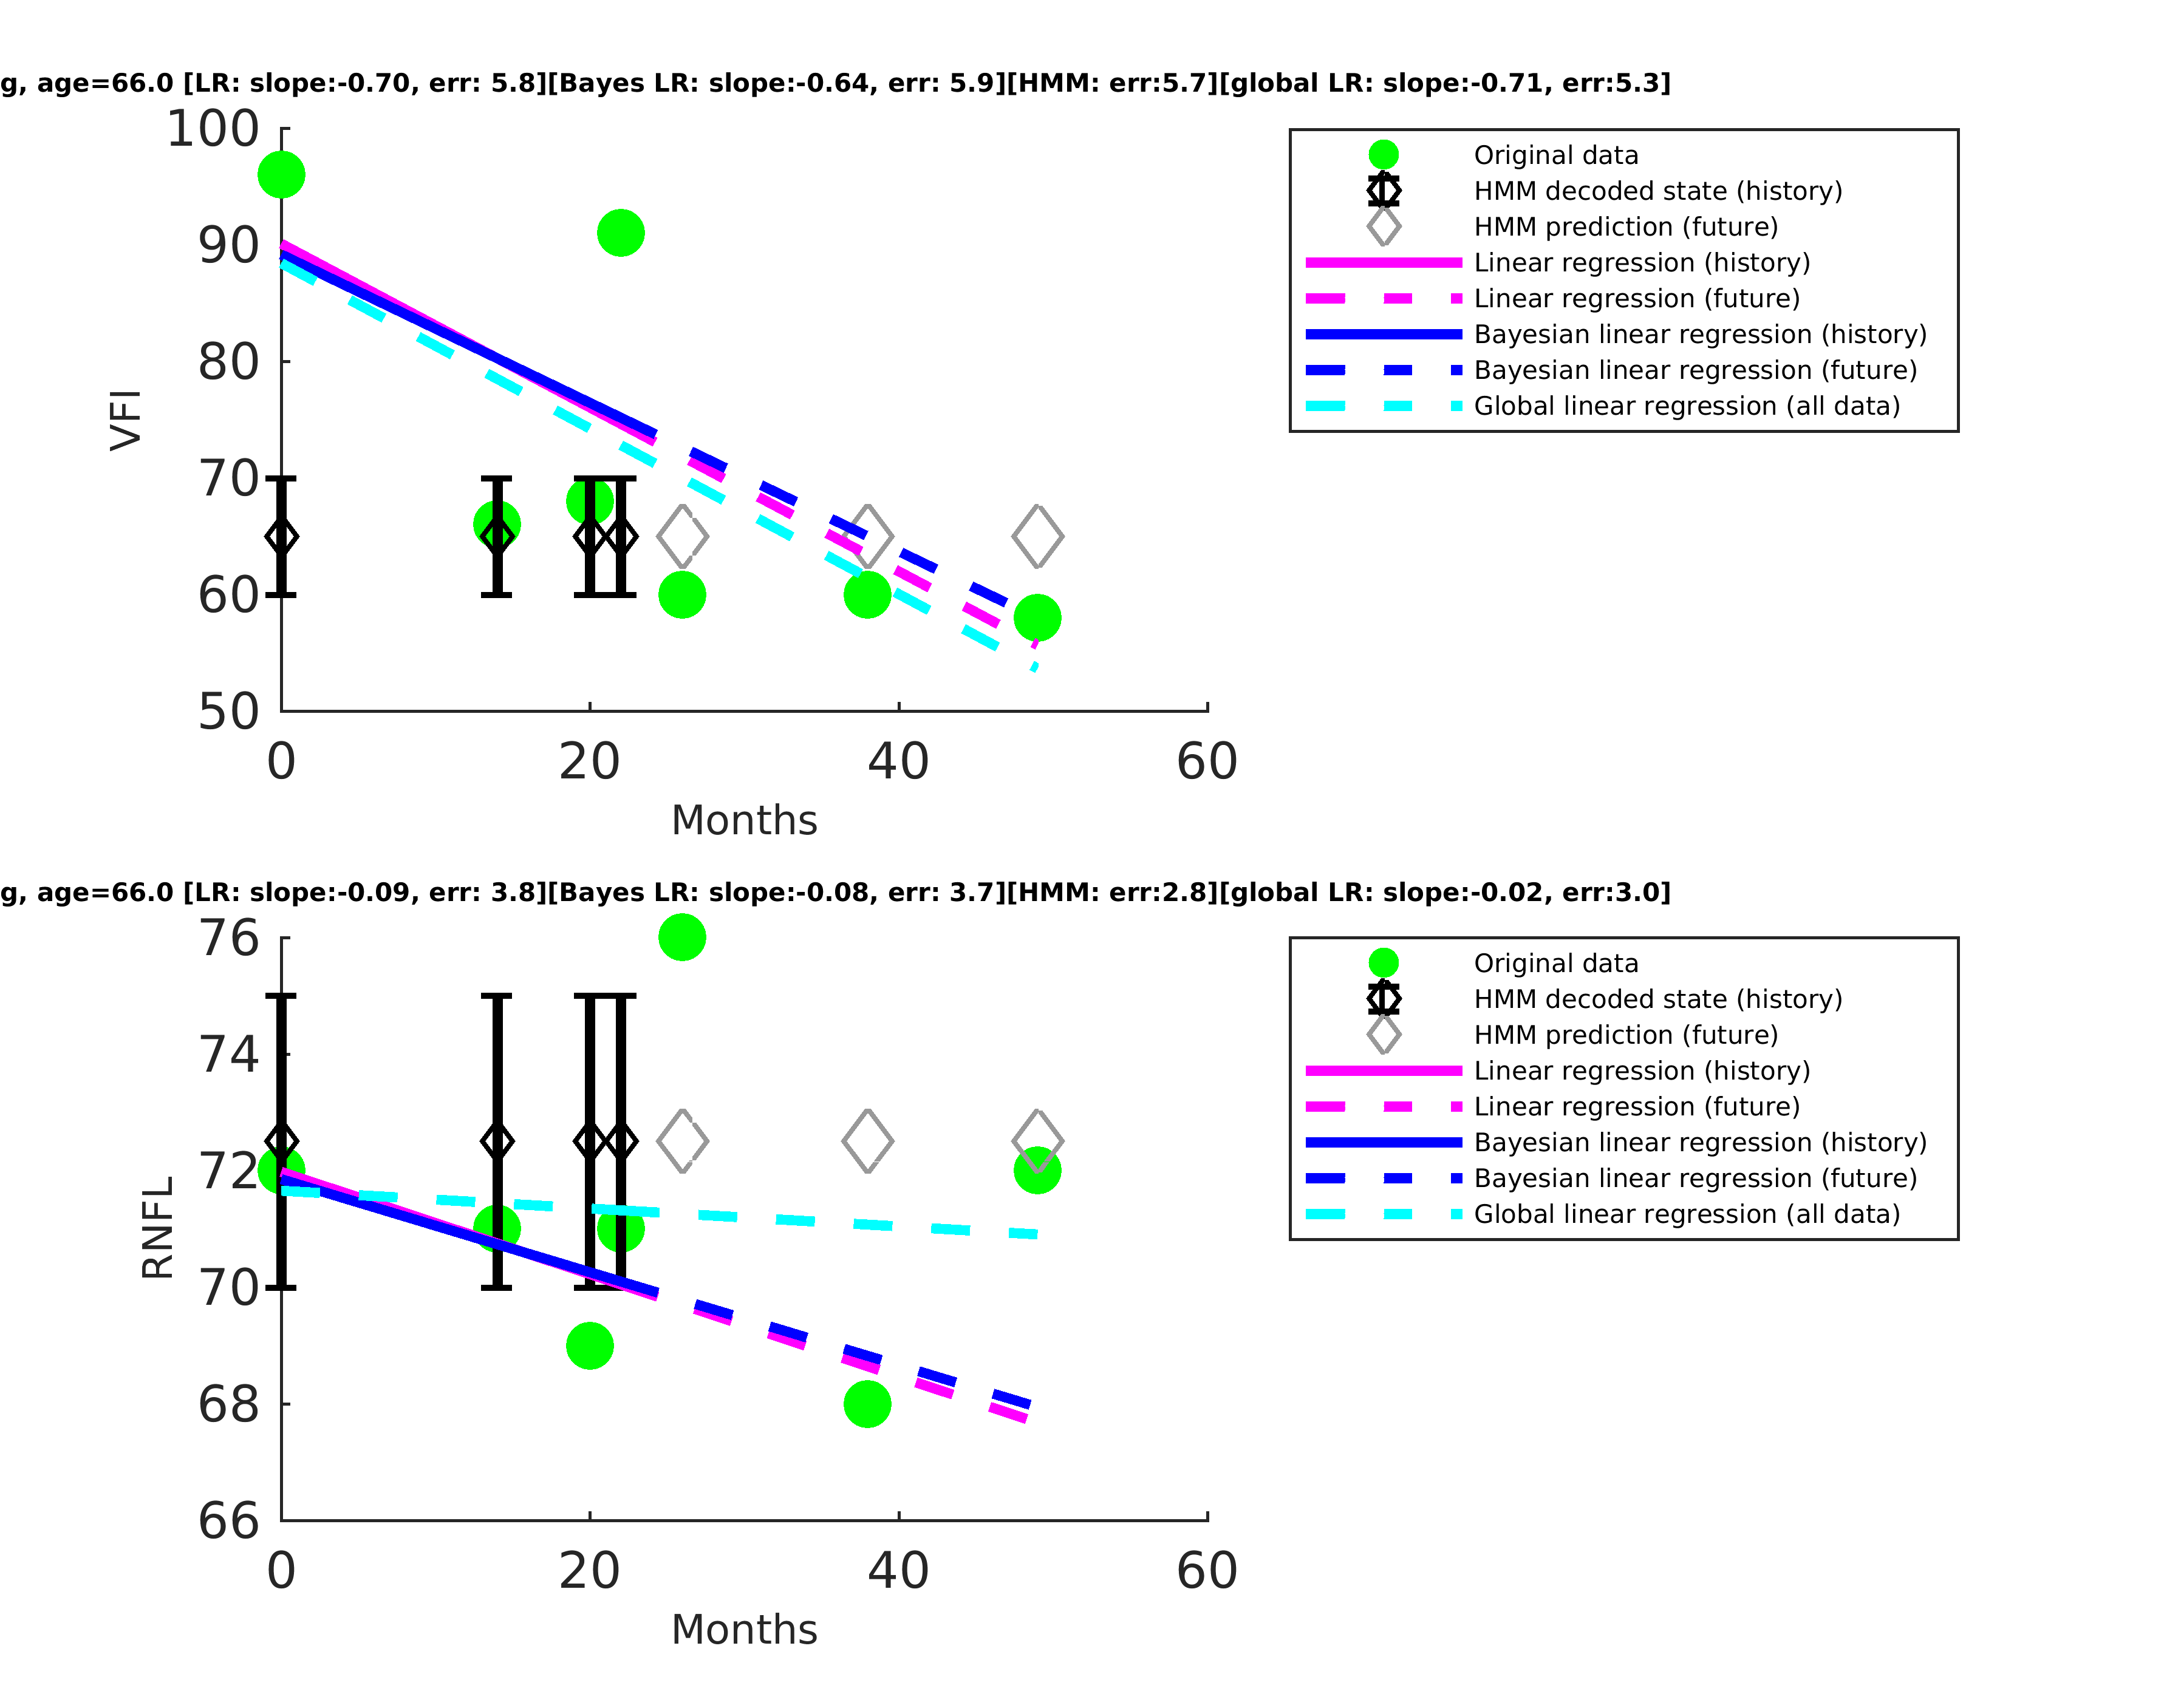 g, age=66.0 [LR: slope:-0.70, err: 5.8][Bayes LR: slope:-0.64, err: 5.9][HMM: err:5.7][global LR: slope:-0.71, err:5.3]
100
90
80
70
60
50
VFI
0 20 40 60
Months
Original data
HMM decoded state (history)
HMM prediction (future)
Linear regression (history)
Linear regression (future)
Bayesian linear regression (history)
Bayesian linear regression (future)
Global linear regression (all data)
g, age=66.0 [LR: slope:-0.09, err: 3.8][Bayes LR: slope:-0.08, err: 3.7][HMM: err:2.8][global LR: slope:-0.02, err:3.0]
76
74
72
70
68
66
RNFL
0 20 40 60
Months
Original data
HMM decoded state (history)
HMM prediction (future)
Linear regression (history)
Linear regression (future)
Bayesian linear regression (history)
Bayesian linear regression (future)
Global linear regression (all data)